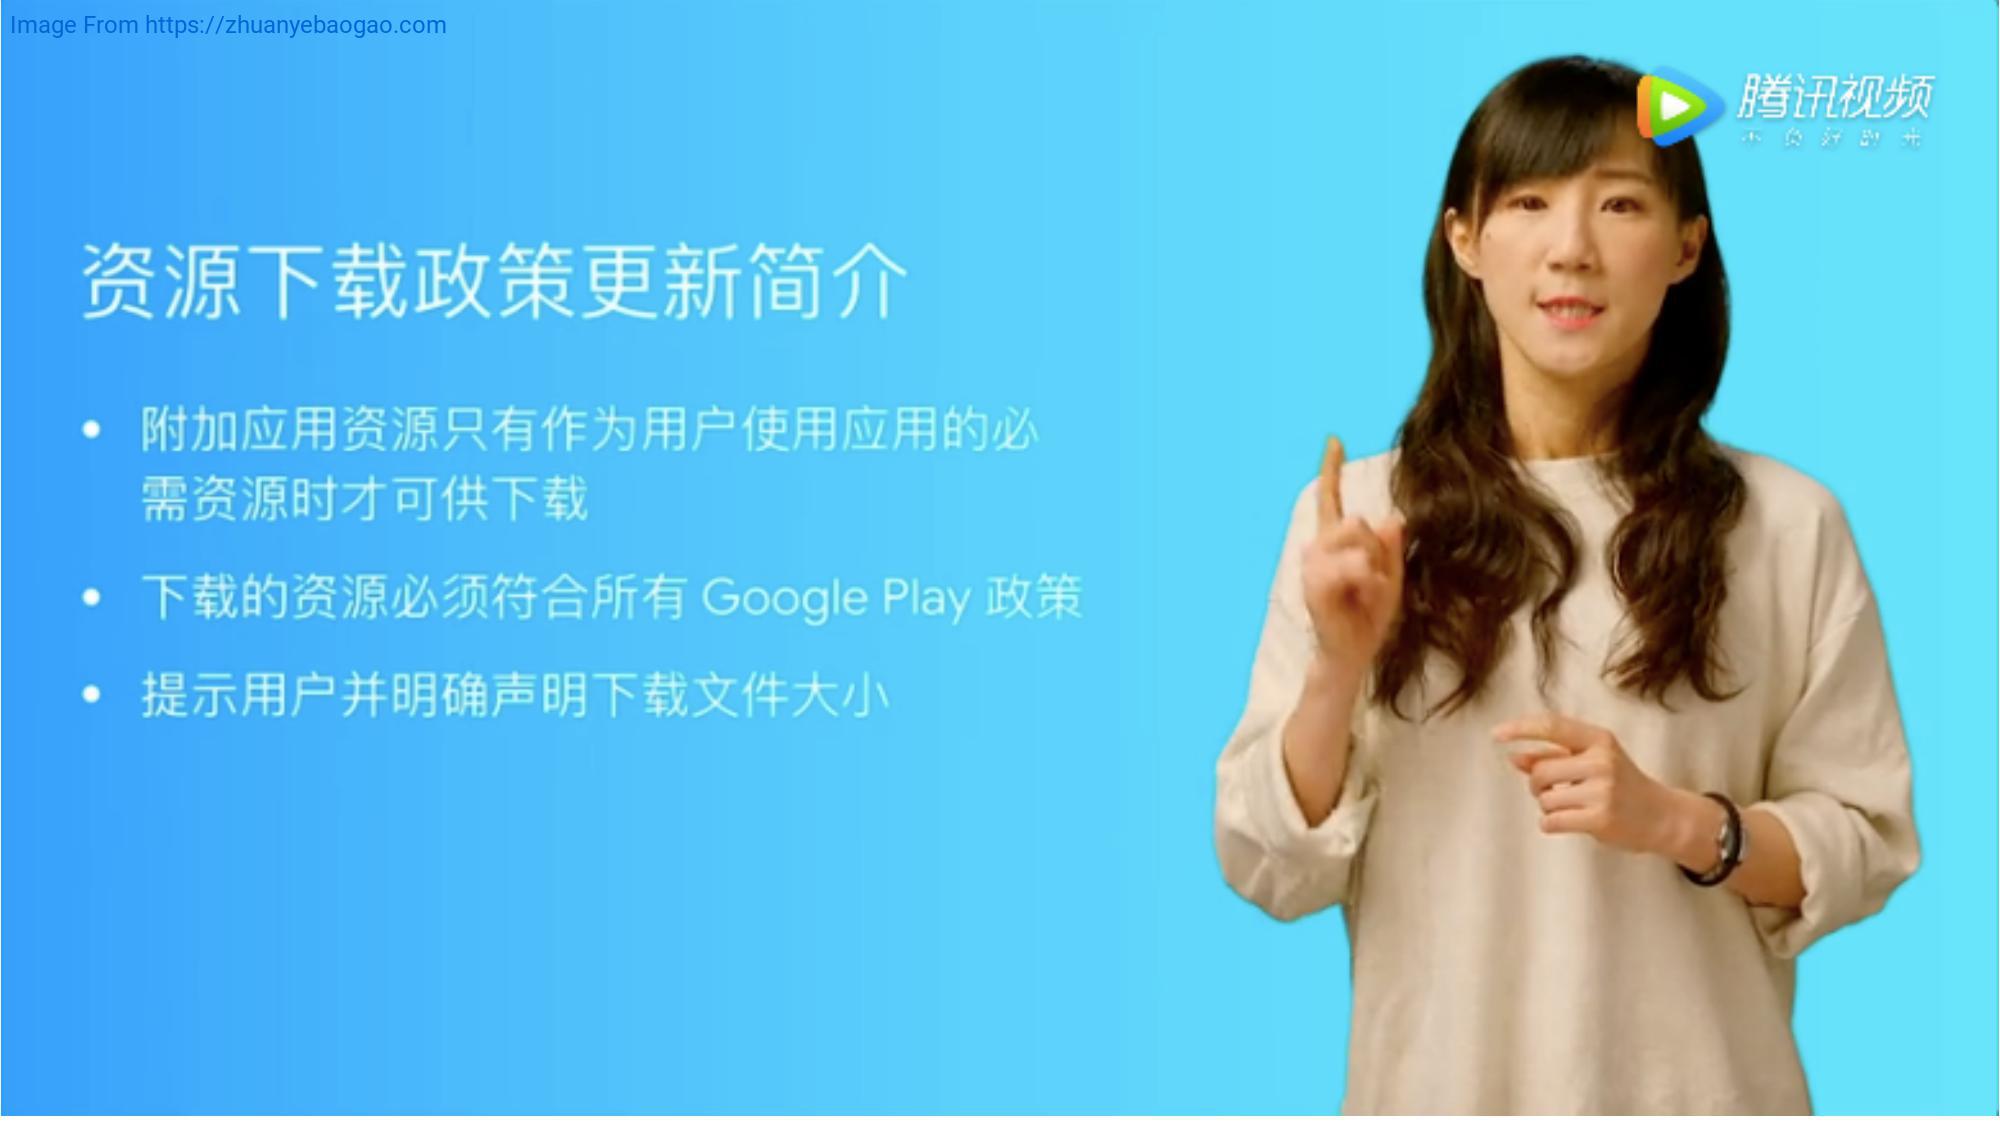 Image From https://zhuanyebaogao.com
腾讯视频
不负好时光
资源下载政策更新简介
• 附加应用资源只有作为用户使用应用的必
需资源时才可供下载
• 下载的资源必须符合所有 Google Play 政策
• 提示用户并明确声明下载文件大小